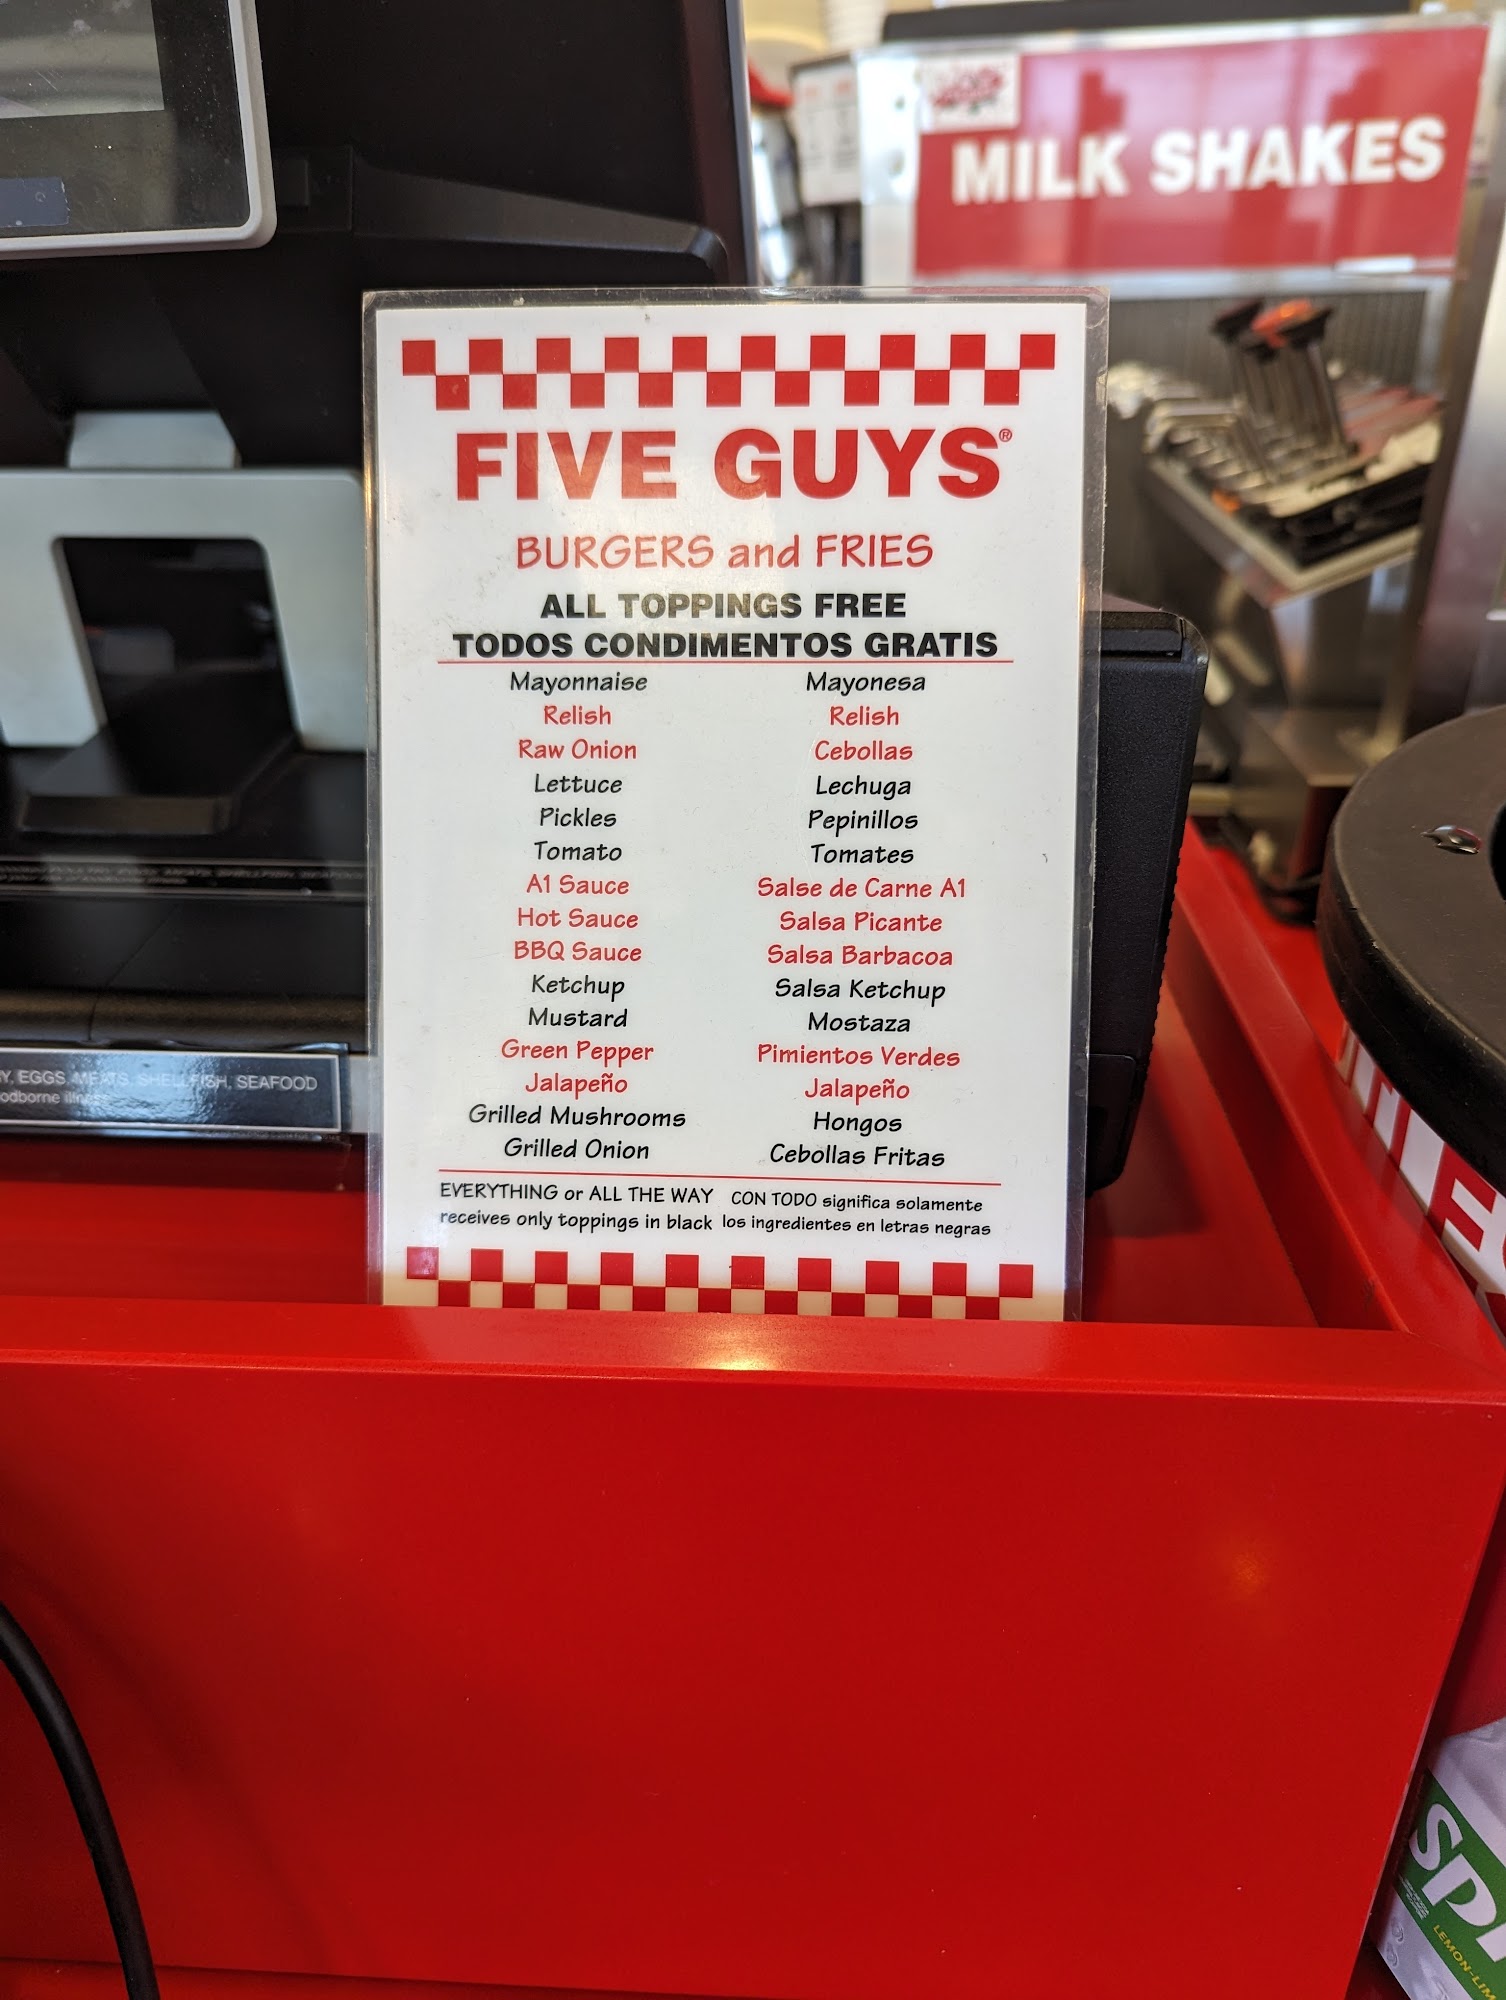 MILK SHAKES
FIVE GUYS®
BURGERS and FRIES
ALL TOPPINGS FREE
TODOS CONDIMENTOS GRATIS
Mayonnaise Mayonesa
Relish Relish
Raw Onion Cebollas
Lettuce Lechuga
Pickles Pepinillos
Tomato Tomates
A1 Sauce Salse de Carne A1
Hot Sauce Salsa Picante
BBQ Sauce Salsa Barbacoa
Ketchup Salsa Ketchup
Mustard Mostaza
Green Pepper Pimientos Verdes
Jalapeño Jalapeño
Grilled Mushrooms Hongos
Grilled Onion Cebollas Fritas
EVERYTHING or ALL THE WAY CON TODO significa solamente
receives only toppings in black los ingredientes en letras negras
EGGS, MEATS, SHELLFISH, SEAFOOD